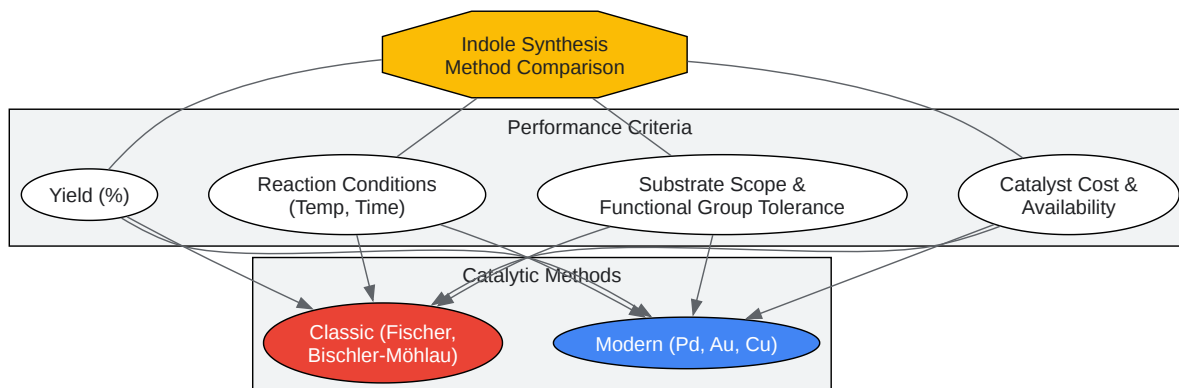 Indole Synthesis
Method Comparison
Performance Criteria
Yield (%)
Reaction Conditions
(Temp, Time)
Substrate Scope &
Functional Group Tolerance
Catalyst Cost &
Availability
Catalytic Methods
Classic (Fischer,
Bischler-Möhlau)
Modern (Pd, Au, Cu)